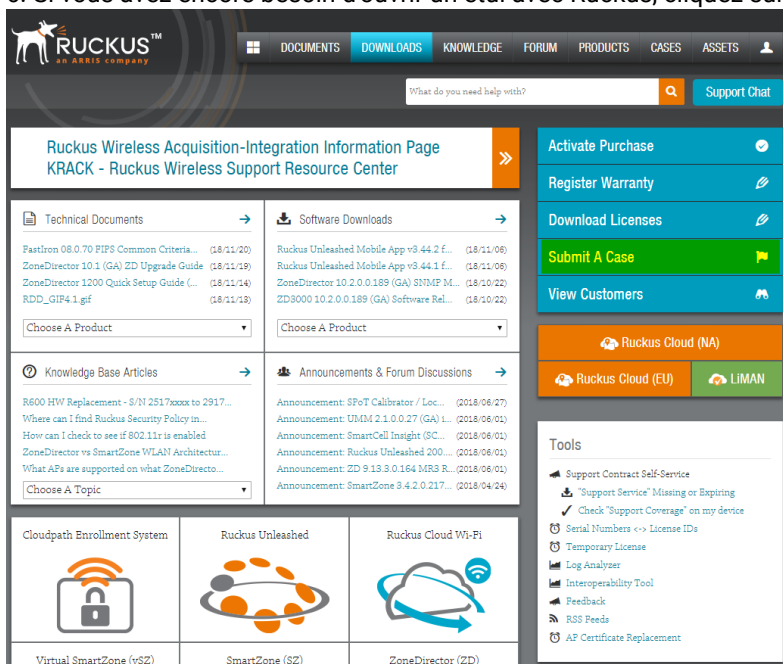 RUCKUS™
an ARRIS company
DOCUMENTS DOWNLOADS KNOWLEDGE FORUM PRODUCTS CASES ASSETS
What do you need help with?
Support Chat
Ruckus Wireless Acquisition-Integration Information Page
KRACK - Ruckus Wireless Support Resource Center
Technical Documents
FastIron 08.0.70 FIPS Common Criteria... (18/11/20)
ZoneDirector 10.1 (GA) ZD Upgrade Guide (18/11/19)
ZoneDirector 1200 Quick Setup Guide (... (18/11/14)
RDD_GIF4.1.gif (18/11/13)
Choose A Product
Software Downloads
Ruckus Unleashed Mobile App v3.44.2 f... (18/11/06)
Ruckus Unleashed Mobile App v3.44.1 f... (18/11/06)
ZoneDirector 10.2.0.0.189 (GA) SNMP M... (18/10/22)
ZD3000 10.2.0.0.189 (GA) Software Rel... (18/10/22)
Choose A Product
Knowledge Base Articles
R600 HW Replacement - S/N 2517xxxx to 2917...
Where can I find Ruckus Security Policy in...
How can I check to see if 802.11r is enabled
ZoneDirector vs SmartZone WLAN Architectur...
What APs are supported on what ZoneDirecto...
Choose A Topic
Announcements & Forum Discussions
Announcement: SPoT Calibrator / Loc... (2018/06/27)
Announcement: UMM 2.1.0.0.27 (GA) i... (2018/06/01)
Announcement: SmartCell Insight (SC... (2018/06/01)
Announcement: Ruckus Unleashed 200.... (2018/06/01)
Announcement: ZD 9.13.3.0.164 MR3 R... (2018/06/01)
Announcement: SmartZone 3.4.2.0.217... (2018/04/24)
Cloudpath Enrollment System
Ruckus Unleashed
Ruckus Cloud Wi-Fi
Virtual SmartZone (vSZ)
SmartZone (SZ)
ZoneDirector (ZD)
Activate Purchase
Register Warranty
Download Licenses
Submit A Case
View Customers
Ruckus Cloud (NA)
Ruckus Cloud (EU)
LiMAN
Tools
Support Contract Self-Service
"Support Service" Missing or Expiring
Check "Support Coverage" on my device
Serial Numbers <-> License IDs
Temporary License
Log Analyzer
Interoperability Tool
Feedback
RSS Feeds
AP Certificate Replacement